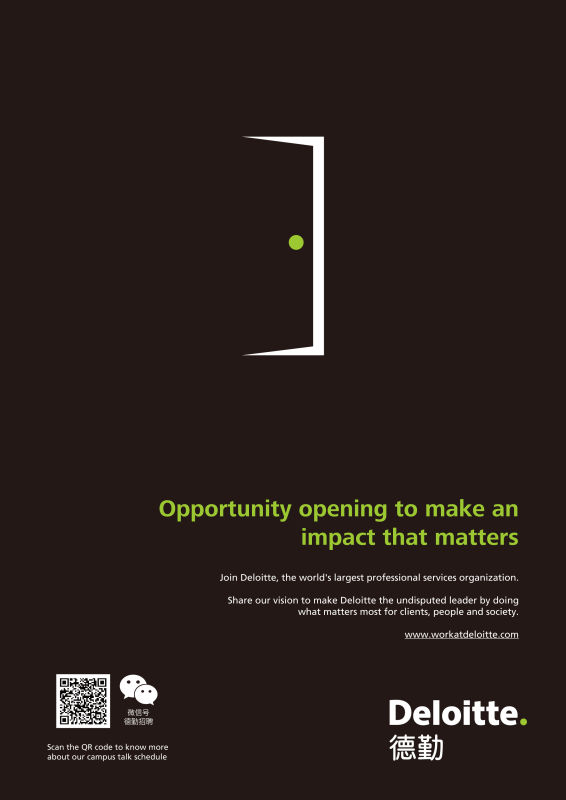 Opportunity opening to make an
impact that matters
Join Deloitte, the world's largest professional services organization.
Share our vision to make Deloitte the undisputed leader by doing
what matters most for clients, people and society.
www.workatdeloitte.com
微信号
德勤招聘
Scan the QR code to know more
about our campus talk schedule
Deloitte.
德勤